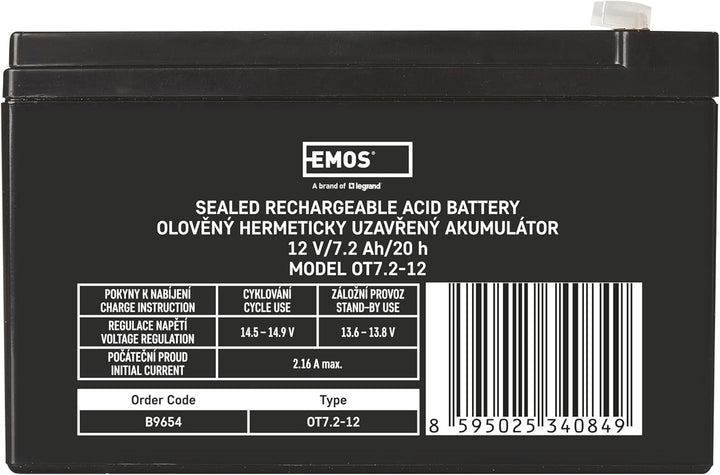 EMOS®
A brand of legrand®
SEALED RECHARGEABLE ACID BATTERY
OLOVĚNÝ HERMETICKY UZAVŘENÝ AKUMULÁTOR
12 V/7.2 Ah/20 h
MODEL OT7.2-12
POKYNY K NABÍJENÍ CYKLOVÁNÍ ZÁLOŽNÍ PROVOZ
CHARGE INSTRUCTION CYCLE USE STAND-BY USE
REGULACE NAPĚTÍ
VOLTAGE REGULATION 14.5 – 14.9 V 13.6 – 13.8 V
POČÁTEČNÍ PROUD
INITIAL CURRENT 2.16 A max.
Order Code Type
B9654 OT7.2-12
8 595025 340849